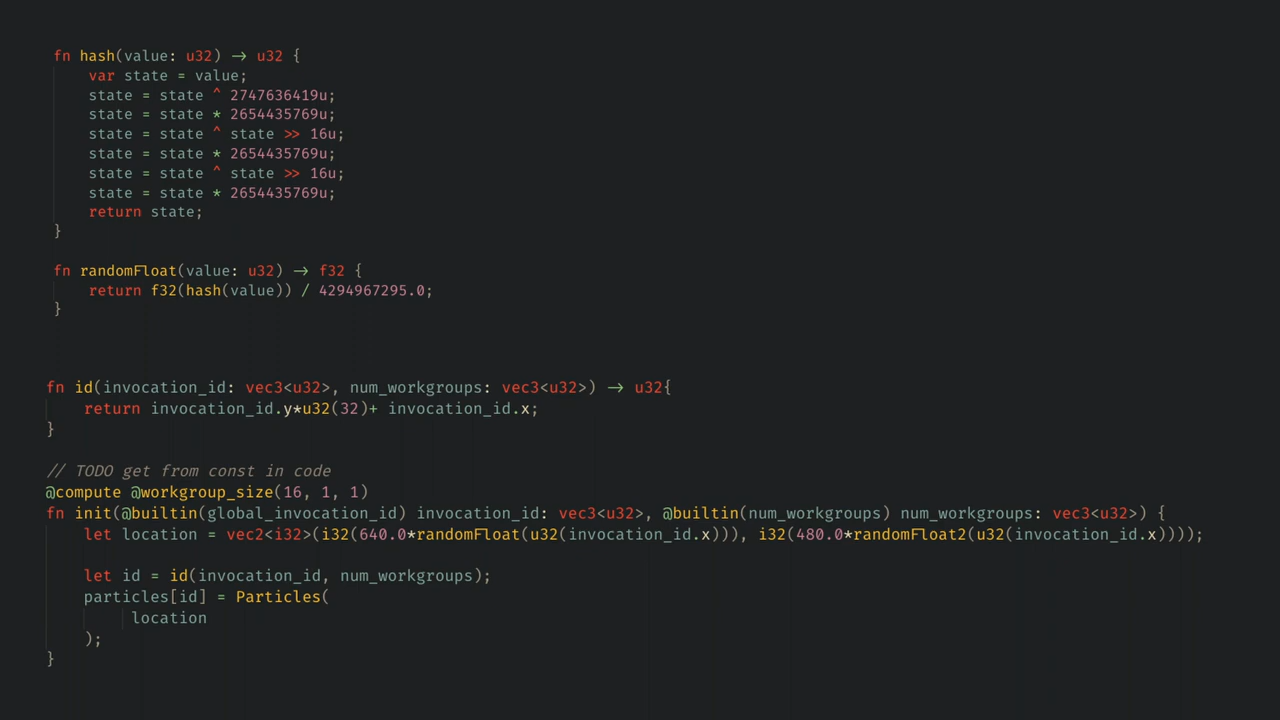 fn hash(value: u32) -> u32 {
    var state = value;
    state = state ^ 2747636419u;
    state = state * 2654435769u;
    state = state ^ state >> 16u;
    state = state * 2654435769u;
    state = state ^ state >> 16u;
    state = state * 2654435769u;
    return state;
}
fn randomFloat(value: u32) -> f32 {
    return f32(hash(value)) / 4294967295.0;
}
fn id(invocation_id: vec3<u32>, num_workgroups: vec3<u32>) -> u32{
    return invocation_id.y*u32(32)+ invocation_id.x;
}
// TODO get from const in code
@compute @workgroup_size(16, 1, 1)
fn init(@builtin(global_invocation_id) invocation_id: vec3<u32>, @builtin(num_workgroups) num_workgroups: vec3<u32>) {
    let location = vec2<i32>(i32(640.0*randomFloat(u32(invocation_id.x))), i32(480.0*randomFloat2(u32(invocation_id.x))));
    let id = id(invocation_id, num_workgroups);
    particles[id] = Particles(
         location
    );
}